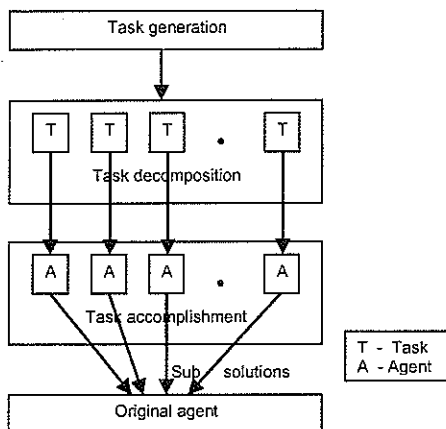 Task generation
T T T . T
Task decomposition
A A A . A
Task accomplishment
Sub solutions
Original agent
T - Task
A - Agent